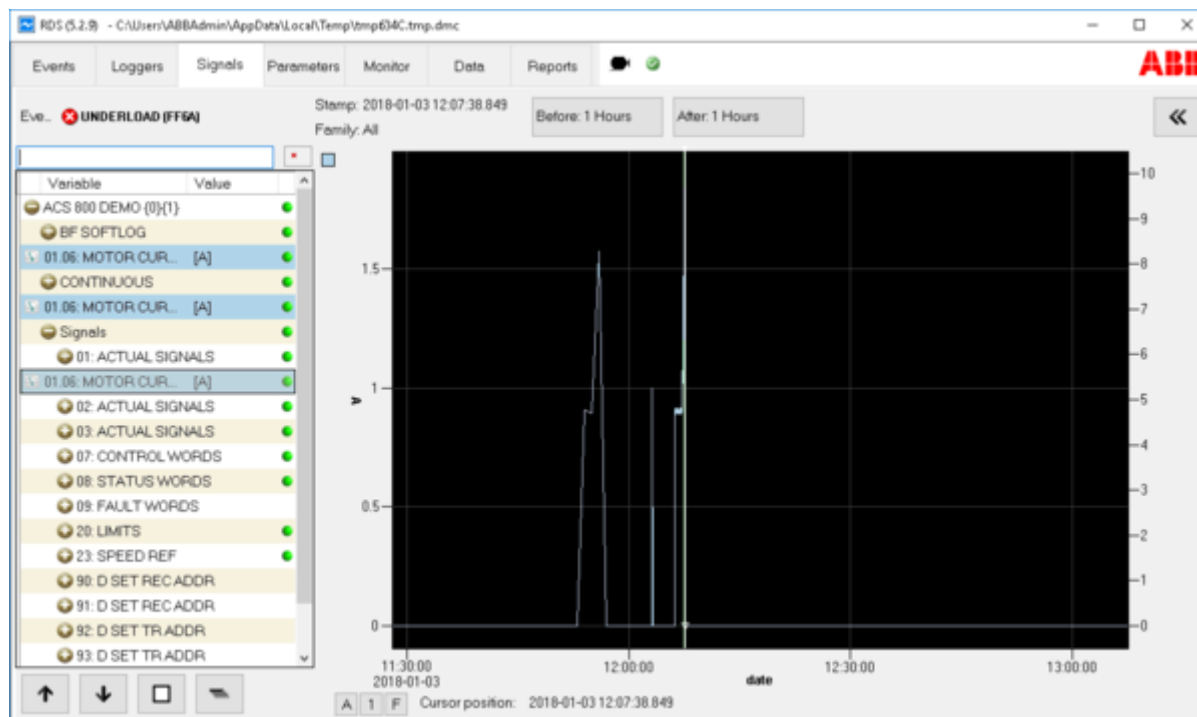 RDS (5.2.9) - C:\Users\ABBAdmin\AppData\Local\Temp\tmp634C.tmp.dmc
Events Loggers Signals Parameters Monitor Data Reports
ABB
Eve.. UNDERLOAD (FF6A)
Stamp: 2018-01-03 12:07:38.849
Family: All
Before: 1 Hours
After: 1 Hours
Variable Value
ACS 800 DEMO {0}{1}
BF SOFTLOG
01.06: MOTOR CUR... [A]
CONTINUOUS
01.06: MOTOR CUR... [A]
Signals
01: ACTUAL SIGNALS
01.06: MOTOR CUR... [A]
02: ACTUAL SIGNALS
03: ACTUAL SIGNALS
07: CONTROL WORDS
08: STATUS WORDS
09: FAULT WORDS
20: LIMITS
23: SPEED REF
90: D SET REC ADDR
91: D SET REC ADDR
92: D SET TR ADDR
93: D SET TR ADDR
1.5
1
0.5
0
A
10
9
8
7
6
5
4
3
2
1
0
11:30:00 12:00:00 12:30:00 13:00:00
2018-01-03
date
A 1 F Cursor position: 2018-01-03 12:07:38.849